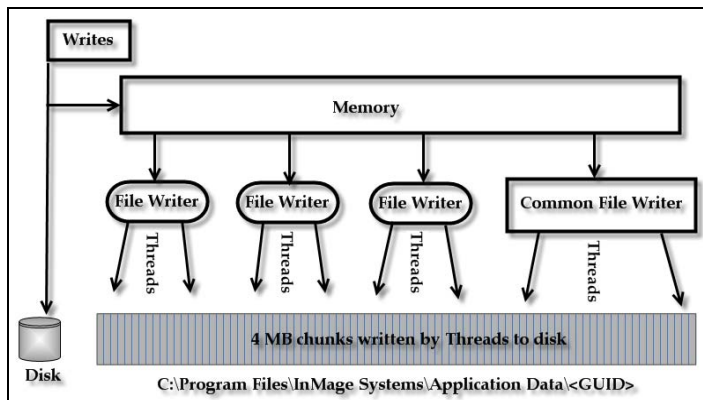 Writes
Memory
File Writer
File Writer
File Writer
Common File Writer
Threads
Threads
Threads
Threads
4 MB chunks written by Threads to disk
Disk
C:\Program Files\InMage Systems\Application Data\<GUID>